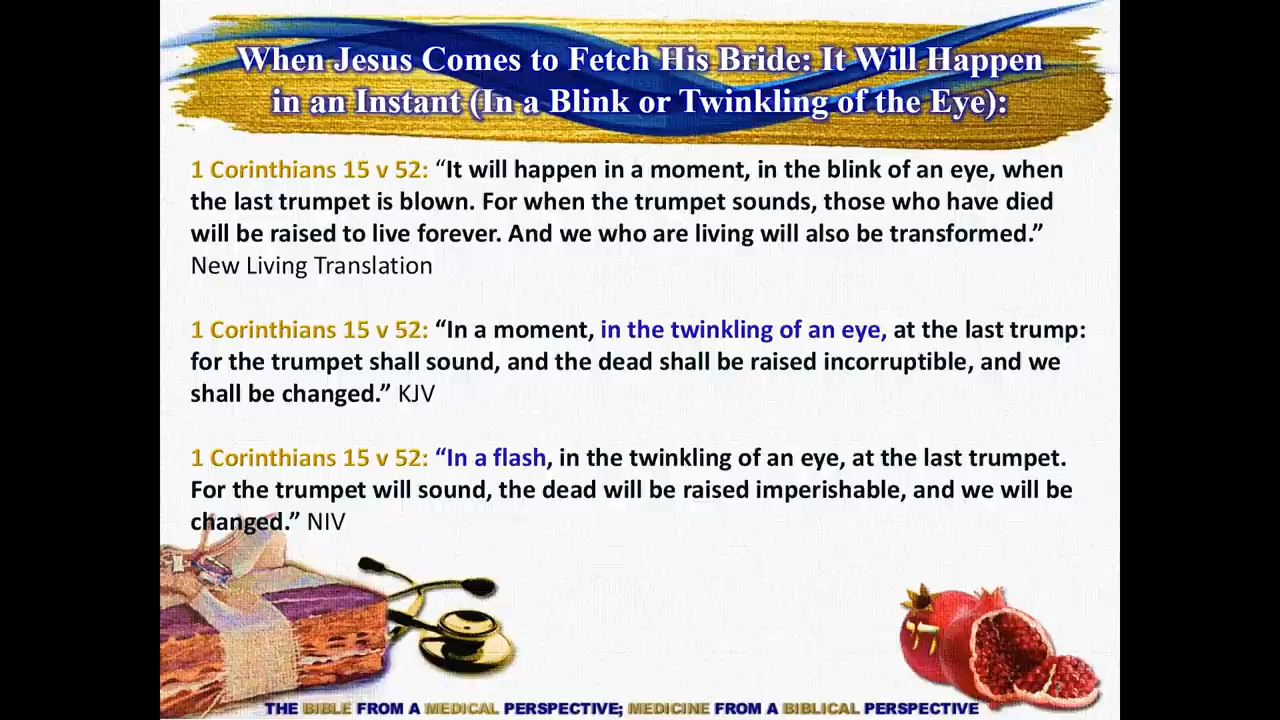 When Jesus Comes to Fetch His Bride: It Will Happen
in an Instant (In a Blink or Twinkling of the Eye):
1 Corinthians 15 v 52: “It will happen in a moment, in the blink of an eye, when
the last trumpet is blown. For when the trumpet sounds, those who have died
will be raised to live forever. And we who are living will also be transformed.”
New Living Translation
1 Corinthians 15 v 52: “In a moment, in the twinkling of an eye, at the last trump:
for the trumpet shall sound, and the dead shall be raised incorruptible, and we
shall be changed.” KJV
1 Corinthians 15 v 52: “In a flash, in the twinkling of an eye, at the last trumpet.
For the trumpet will sound, the dead will be raised imperishable, and we will be
changed.” NIV
THE BIBLE FROM A MEDICAL PERSPECTIVE; MEDICINE FROM A BIBLICAL PERSPECTIVE